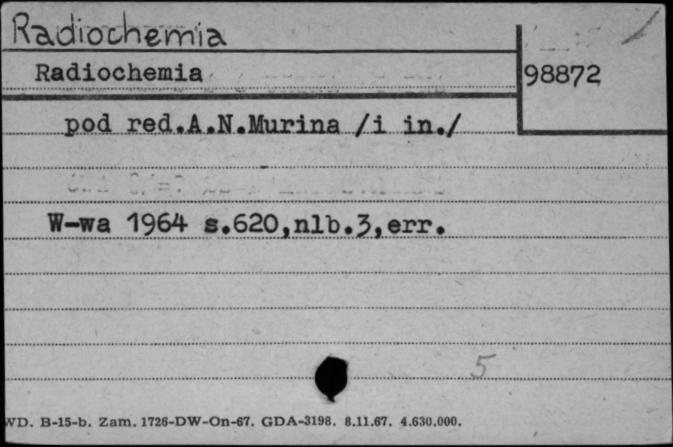 Radiochemia
Radiochemia
98872
pod red.A.N.Murina /i in./
W-wa 1964 s.620,nlb.3,err.
5
WD. B-15-b. Zam. 1726-DW-On-67. GDA-3198. 8.11.67. 4.630.000.